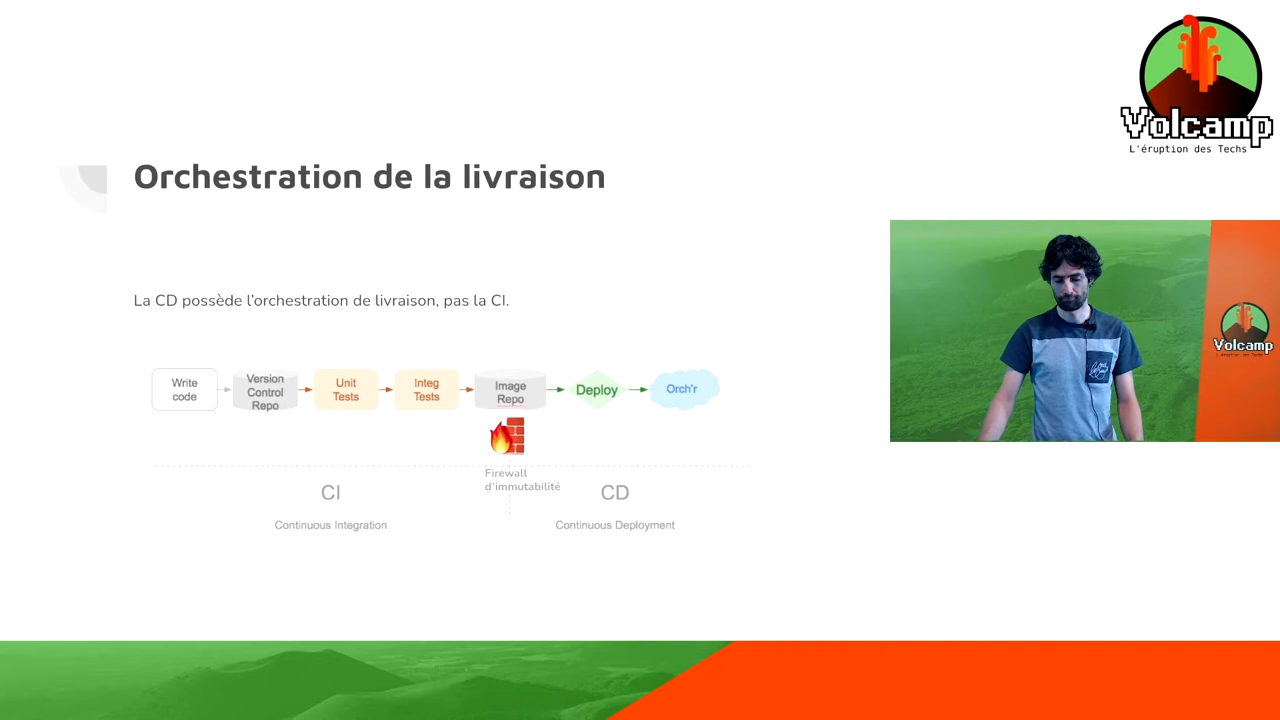 Volcamp
L'éruption des Techs
Orchestration de la livraison
La CD possède l'orchestration de livraison, pas la CI.
Write
code
Version
Control
Repo
Unit
Tests
Integ
Tests
Image
Repo
Deploy
Orch'r
Firewall
d'immutabilité
CI
CD
Continuous Integration
Continuous Deployment
Volcamp